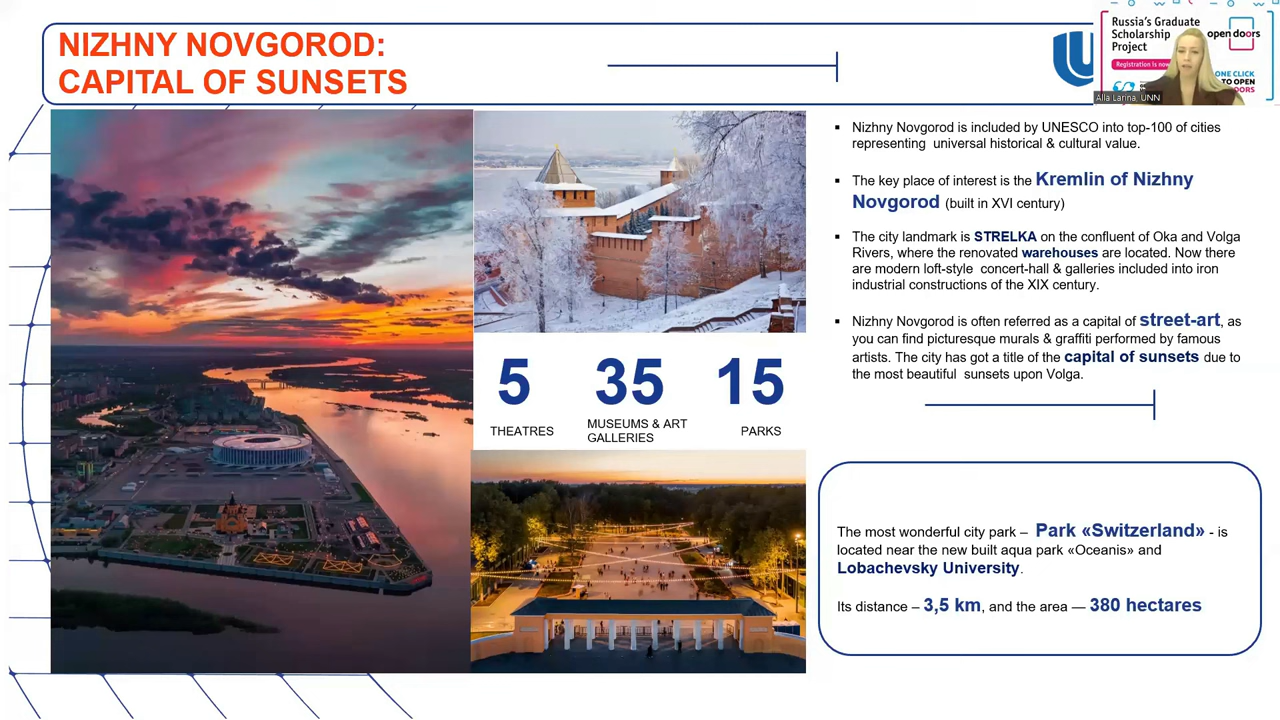 NIZHNY NOVGOROD:
CAPITAL OF SUNSETS
Russia's Graduate
Scholarship
Project
open doors
Registration is now
ONE CLICK
TO OPEN
DOORS
Alla Larina, UNN
▪ Nizhny Novgorod is included by UNESCO into top-100 of cities
representing universal historical & cultural value.
▪ The key place of interest is the Kremlin of Nizhny
Novgorod (built in XVI century)
▪ The city landmark is STRELKA on the confluent of Oka and Volga
Rivers, where the renovated warehouses are located. Now there
are modern loft-style concert-hall & galleries included into iron
industrial constructions of the XIX century.
▪ Nizhny Novgorod is often referred as a capital of street-art, as
you can find picturesque murals & graffiti performed by famous
artists. The city has got a title of the capital of sunsets due to
the most beautiful sunsets upon Volga.
5
THEATRES
35
MUSEUMS & ART
GALLERIES
15
PARKS
The most wonderful city park – Park «Switzerland» - is
located near the new built aqua park «Oceanis» and
Lobachevsky University.
Its distance – 3,5 km, and the area — 380 hectares